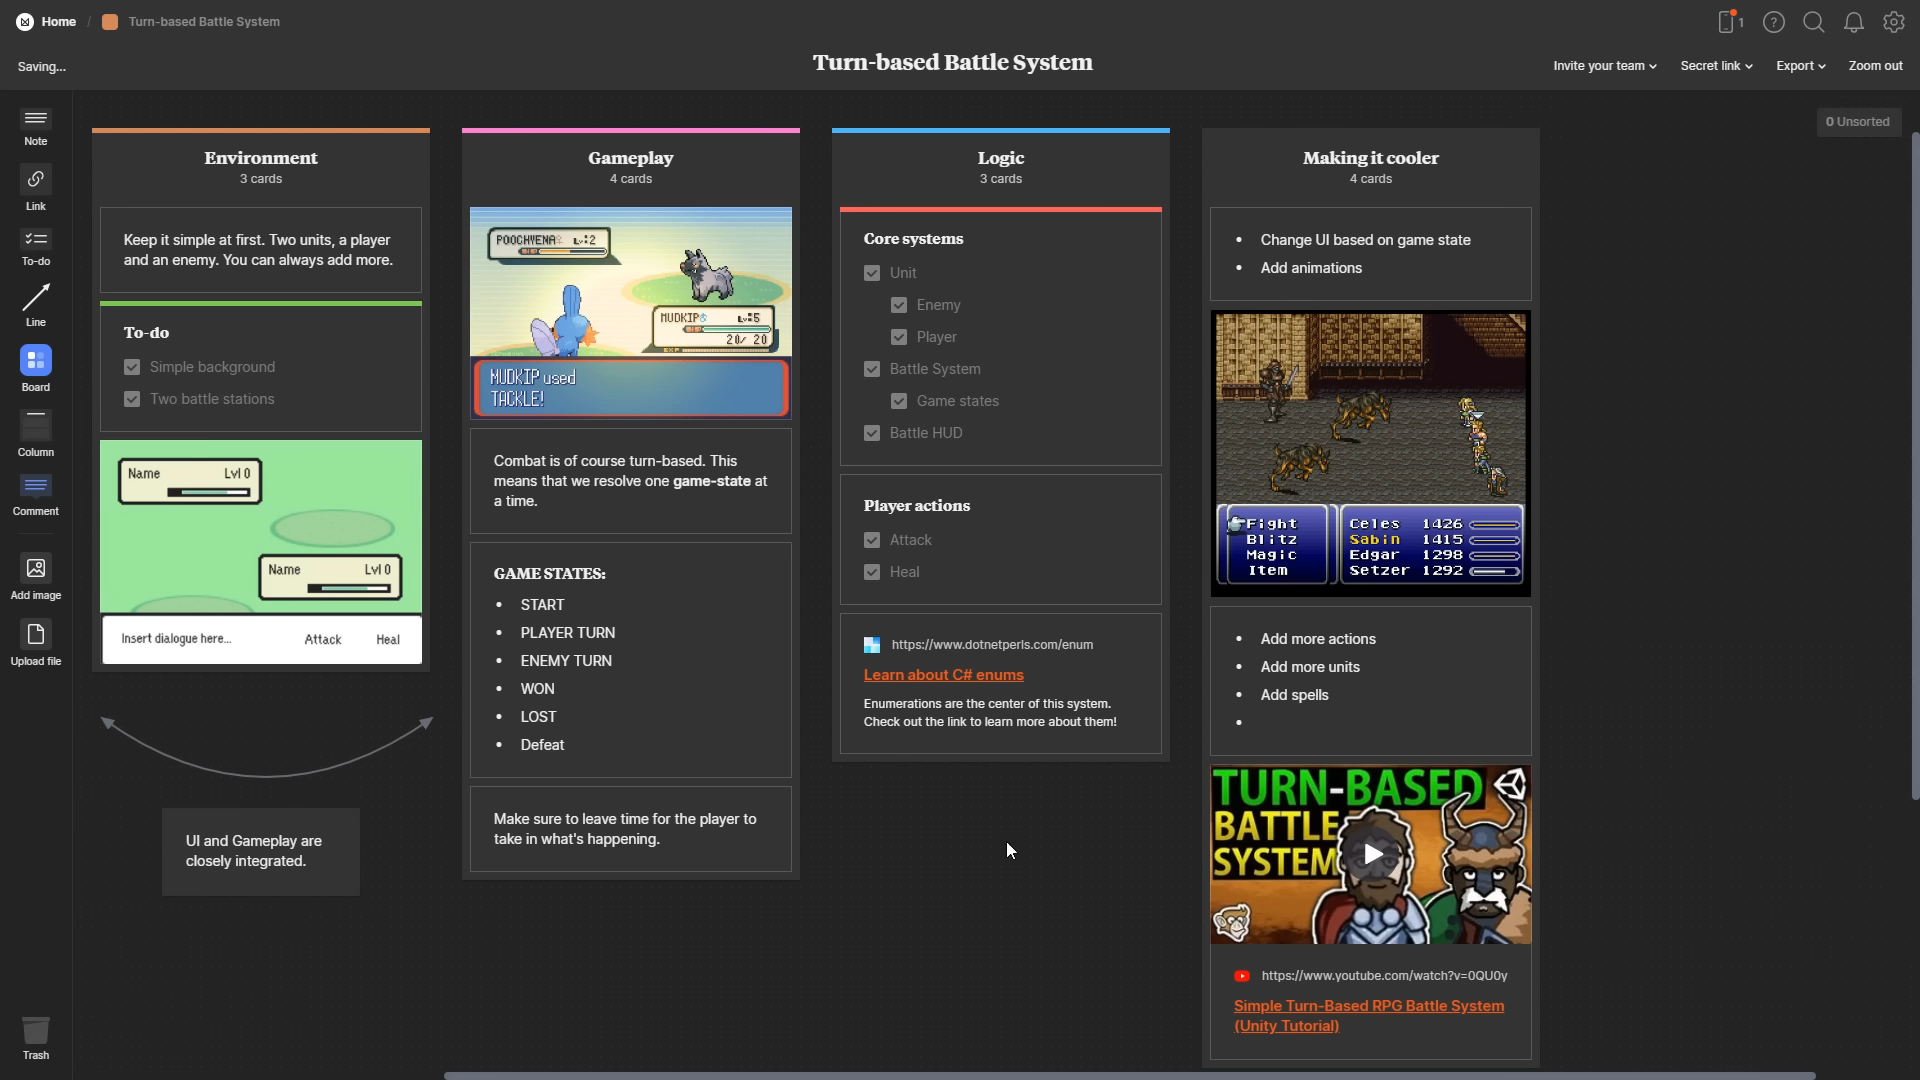 Home / Turn-based Battle System
1
Saving...
Turn-based Battle System
Invite your team
Secret link
Export
Zoom out
0 Unsorted
Note
Link
To-do
Line
Board
Column
Comment
Add image
Upload file
Trash
Environment
3 cards
Keep it simple at first. Two units, a player
and an enemy. You can always add more.
To-do
Simple background
Two battle stations
Name Lvl 0
Name Lvl 0
Insert dialogue here... Attack Heal
UI and Gameplay are
closely integrated.
Gameplay
4 cards
POOCHYENA♀ Lv:2
MUDKIP♂ Lv:5
20/ 20
EXP
MUDKIP used
TACKLE!
Combat is of course turn-based. This
means that we resolve one game-state at
a time.
GAME STATES:
• START
• PLAYER TURN
• ENEMY TURN
• WON
• LOST
• Defeat
Make sure to leave time for the player to
take in what's happening.
Logic
3 cards
Core systems
Unit
Enemy
Player
Battle System
Game states
Battle HUD
Player actions
Attack
Heal
https://www.dotnetperls.com/enum
Learn about C# enums
Enumerations are the center of this system.
Check out the link to learn more about them!
Making it cooler
4 cards
• Change UI based on game state
• Add animations
Fight Celes 1426
Blitz Sabin 1415
Magic Edgar 1298
Item Setzer 1292
• Add more actions
• Add more units
• Add spells
•
TURN-BASED
BATTLE
SYSTEM
https://www.youtube.com/watch?v=0QU0y
Simple Turn-Based RPG Battle System
(Unity Tutorial)